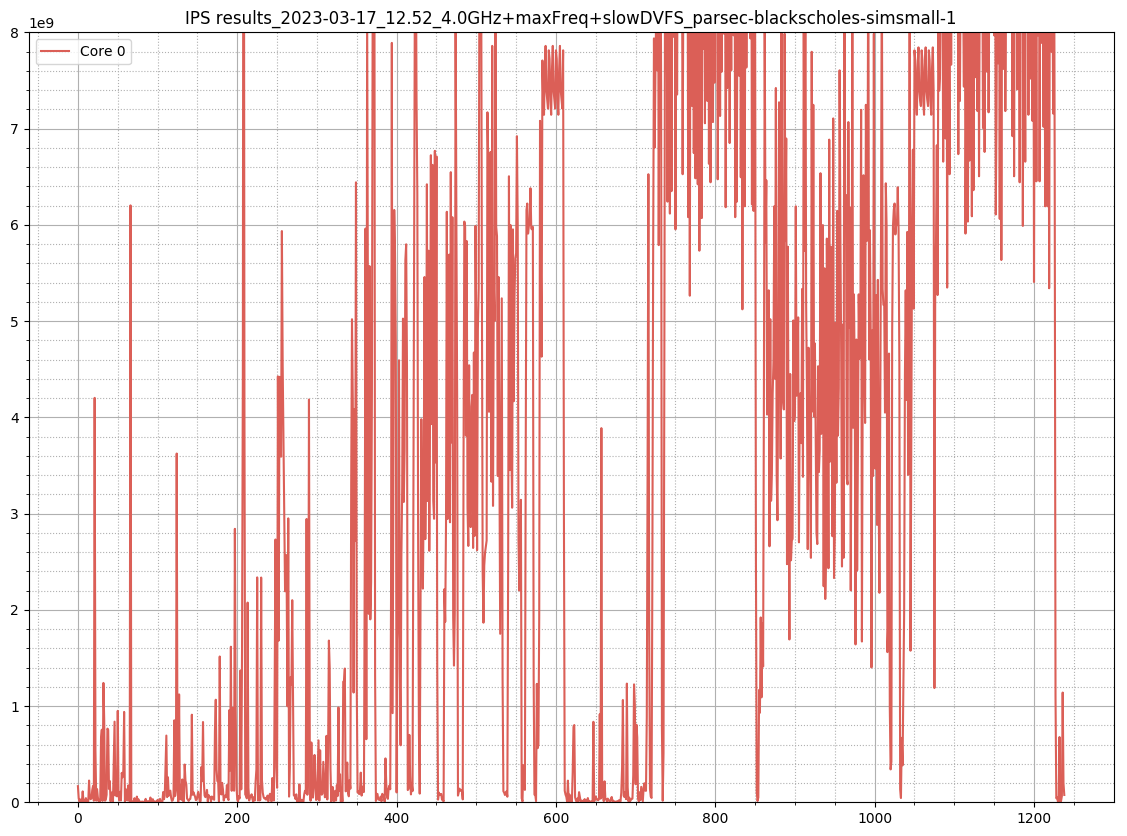 IPS results_2023-03-17_12.52_4.0GHz+maxFreq+slowDVFS_parsec-blackscholes-simsmall-1
1e9
Core 0
8
7
6
5
4
3
2
1
0
0 200 400 600 800 1000 1200